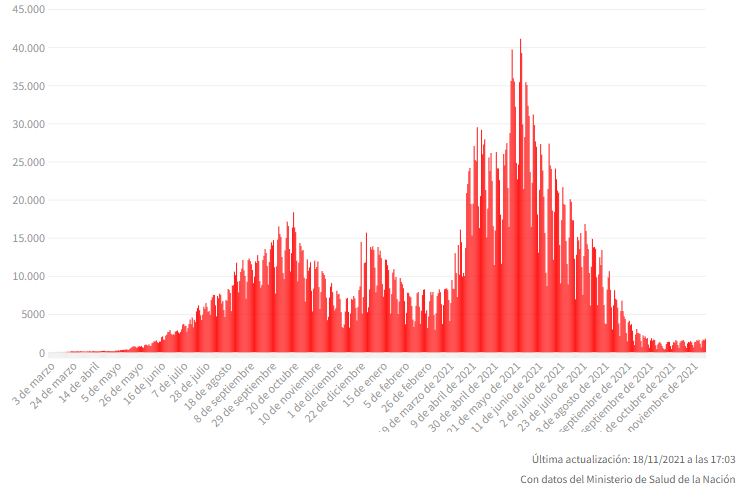 45.000
40.000
35.000
30.000
25.000
20.000
15.000
10.000
5000
0
3 de marzo
24 de marzo
14 de abril
5 de mayo
26 de mayo
16 de junio
7 de julio
28 de julio
18 de agosto
8 de septiembre
29 de septiembre
20 de octubre
10 de noviembre
1 de diciembre
22 de diciembre
15 de enero
5 de febrero
26 de febrero
19 de marzo de 2021
9 de abril de 2021
30 de abril de 2021
21 de mayo de 2021
11 de junio de 2021
2 de julio de 2021
23 de julio de 2021
3 de agosto de 2021
septiembre de 2021
septiembre de 2021
de octubre de 2021
noviembre de 2021
Última actualización: 18/11/2021 a las 17:03
Con datos del Ministerio de Salud de la Nación